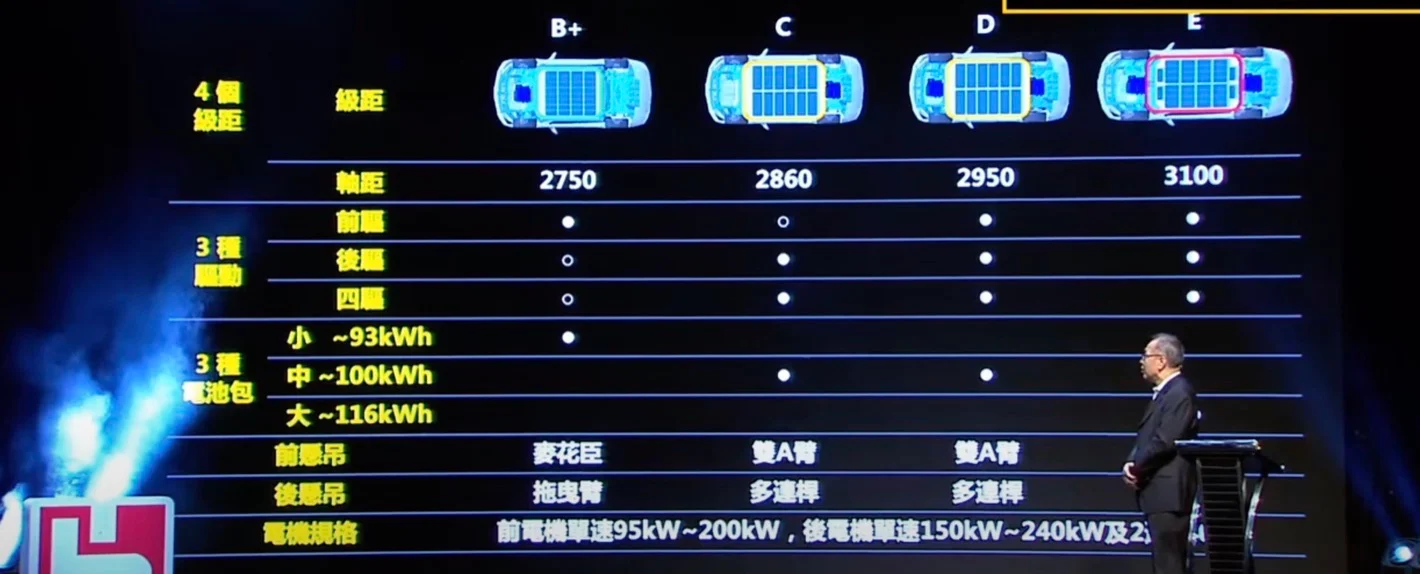 B+ C D E
4 個
級距
級距
軸距 2750 2860 2950 3100
3 種
驅動
前驅
後驅
四驅
3 種
電池包
小 ~93kWh
中 ~100kWh
大 ~116kWh
前懸吊 麥花臣 雙A臂 雙A臂
後懸吊 拖曳臂 多連桿 多連桿
電機規格 前電機單速95kW~200kW，後電機單速150kW~240kW及2